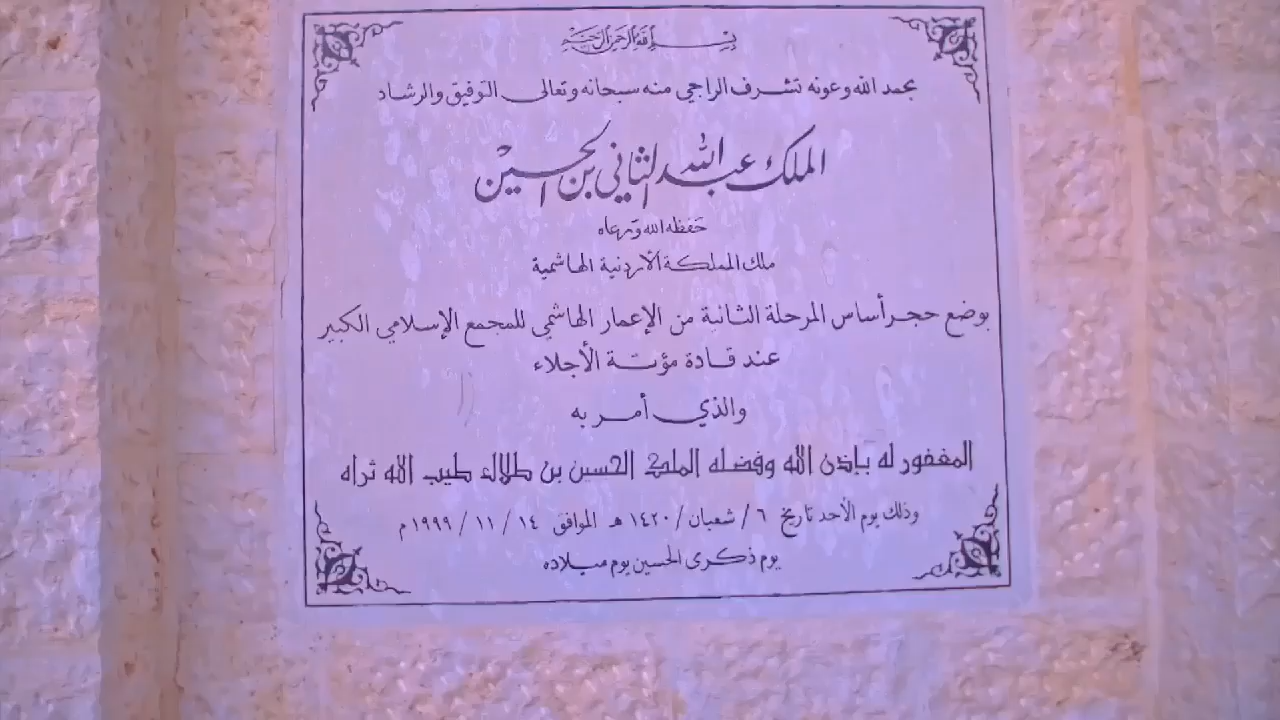 بسم الله الرحمن الرحيم
بحمد الله وعونه تشرف الراجي منه سبحانه وتعالى التوفيق والرشاد
الملك عبدالله الثاني بن الحسين
حفظه الله ورعاه
ملك المملكة الأردنية الهاشمية
بوضع حجر أساس المرحلة الثانية من الإعمار الهاشمي للمجمع الإسلامي الكبير
عند قادة مؤتة الأجلاء
والذي أمر به
المغفور له بإذن الله وفضله الملك الحسين بن طلال طيب الله ثراه
وذلك يوم الأحد تاريخ ٦ / شعبان / ١٤٢٠ هـ الموافق ١٤ / ١١ / ١٩٩٩ م
يوم ذكرى الحسين يوم ميلاده